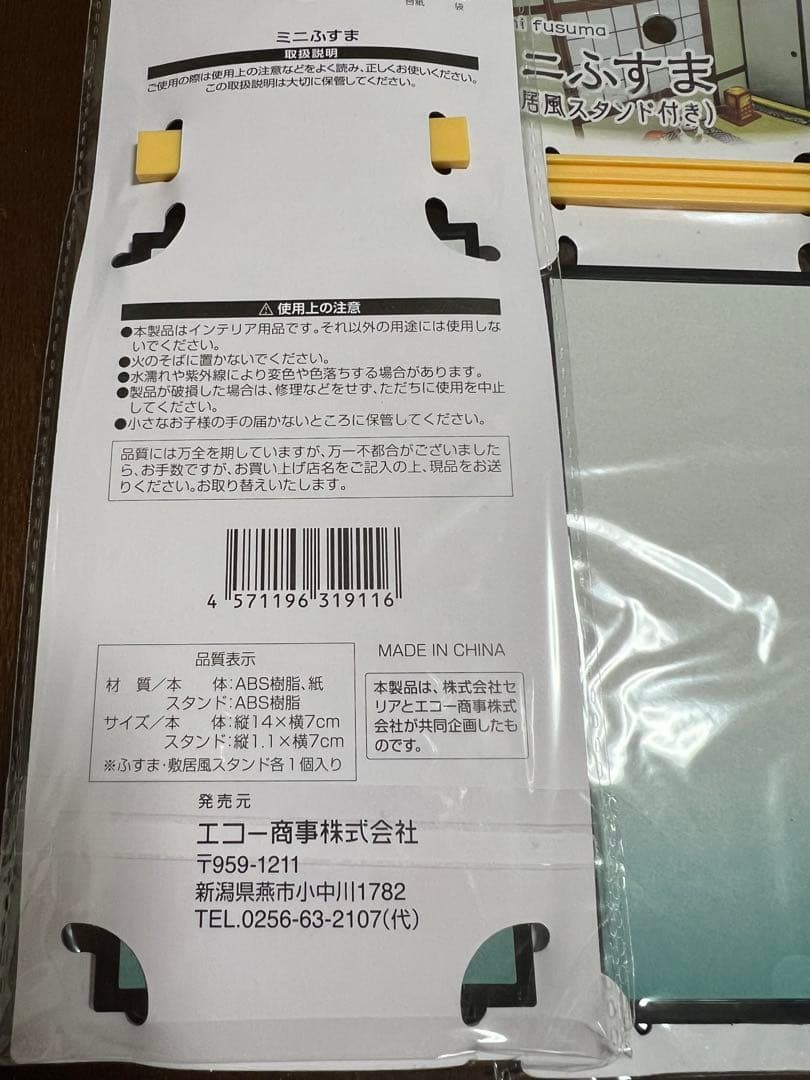 台紙 袋
ミニふすま
取扱説明
ご使用の際は使用上の注意などをよく読み、正しくお使いください。
この取扱説明は大切に保管してください。
⚠使用上の注意
●本製品はインテリア用品です。それ以外の用途には使用しな
いでください。
●火のそばに置かないでください。
●水濡れや紫外線により変色や色落ちする場合があります。
●製品が破損した場合は、修理などをせず、ただちに使用を中止
してください。
●小さなお子様の手の届かないところに保管してください。
品質には万全を期していますが、万一不都合がございました
ら、お手数ですが、お買い上げ店名をご記入の上、現品をお送
りください。お取り替えいたします。
4 571196 319116
品質表示
材 質／本 体:ABS樹脂、紙
スタンド:ABS樹脂
サイズ／本 体:縦14×横7cm
スタンド:縦1.1×横7cm
※ふすま・敷居風スタンド各1個入り
MADE IN CHINA
本製品は、株式会社セ
リアとエコー商事株式
会社が共同企画したも
のです。
発売元
エコー商事株式会社
〒959-1211
新潟県燕市小中川1782
TEL.0256-63-2107(代)
ni fusuma
ニふすま
居風スタンド付き)